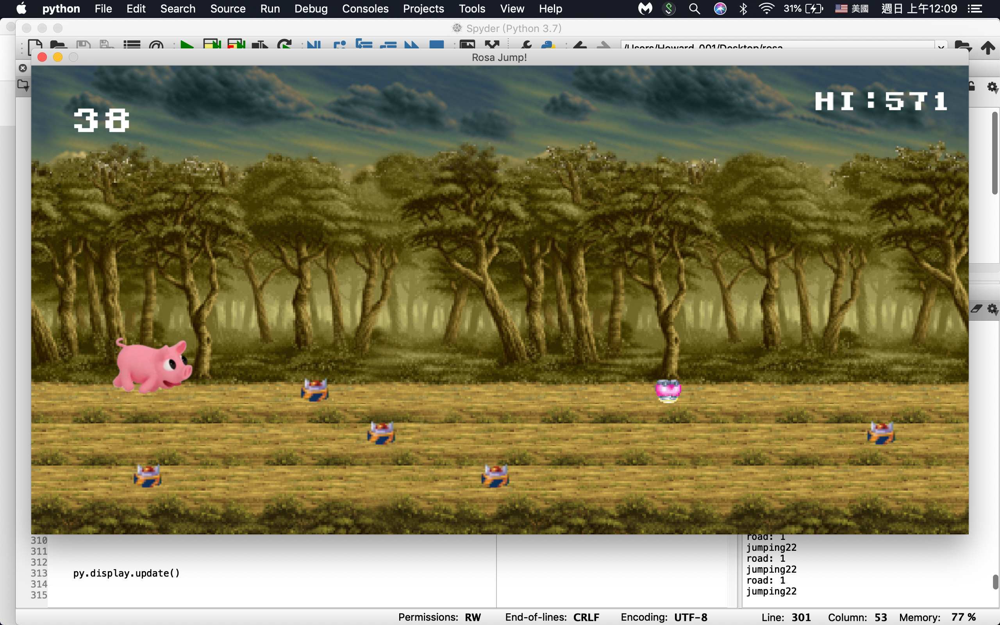 python File Edit Search Source Run Debug Consoles Projects Tools View Help 31% 美國 週日 上午12:09
Spyder (Python 3.7)
/Users/Howard_001/Desktop/rosa
Rosa Jump!
HI:571
38
310
311
312
313 py.display.update()
314
315
road: 1
jumping22
road: 1
jumping22
road: 1
jumping22
Permissions: RW End-of-lines: CRLF Encoding: UTF-8 Line: 301 Column: 53 Memory: 77 %